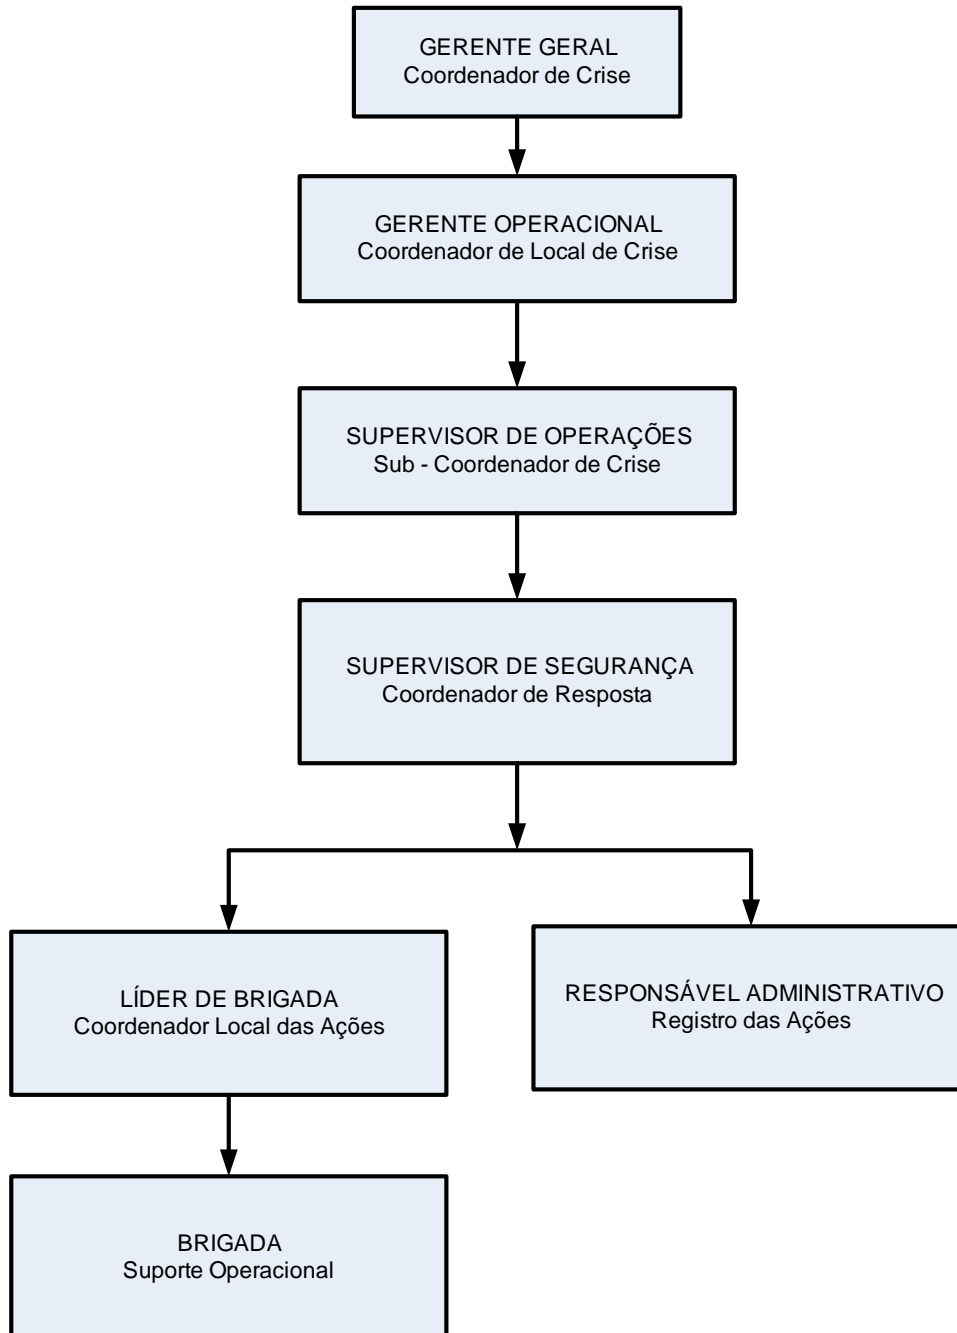 GERENTE GERAL
Coordenador de Crise
GERENTE OPERACIONAL
Coordenador de Local de Crise
SUPERVISOR DE OPERAÇÕES
Sub - Coordenador de Crise
SUPERVISOR DE SEGURANÇA
Coordenador de Resposta
LÍDER DE BRIGADA
Coordenador Local das Ações
RESPONSÁVEL ADMINISTRATIVO
Registro das Ações
BRIGADA
Suporte Operacional